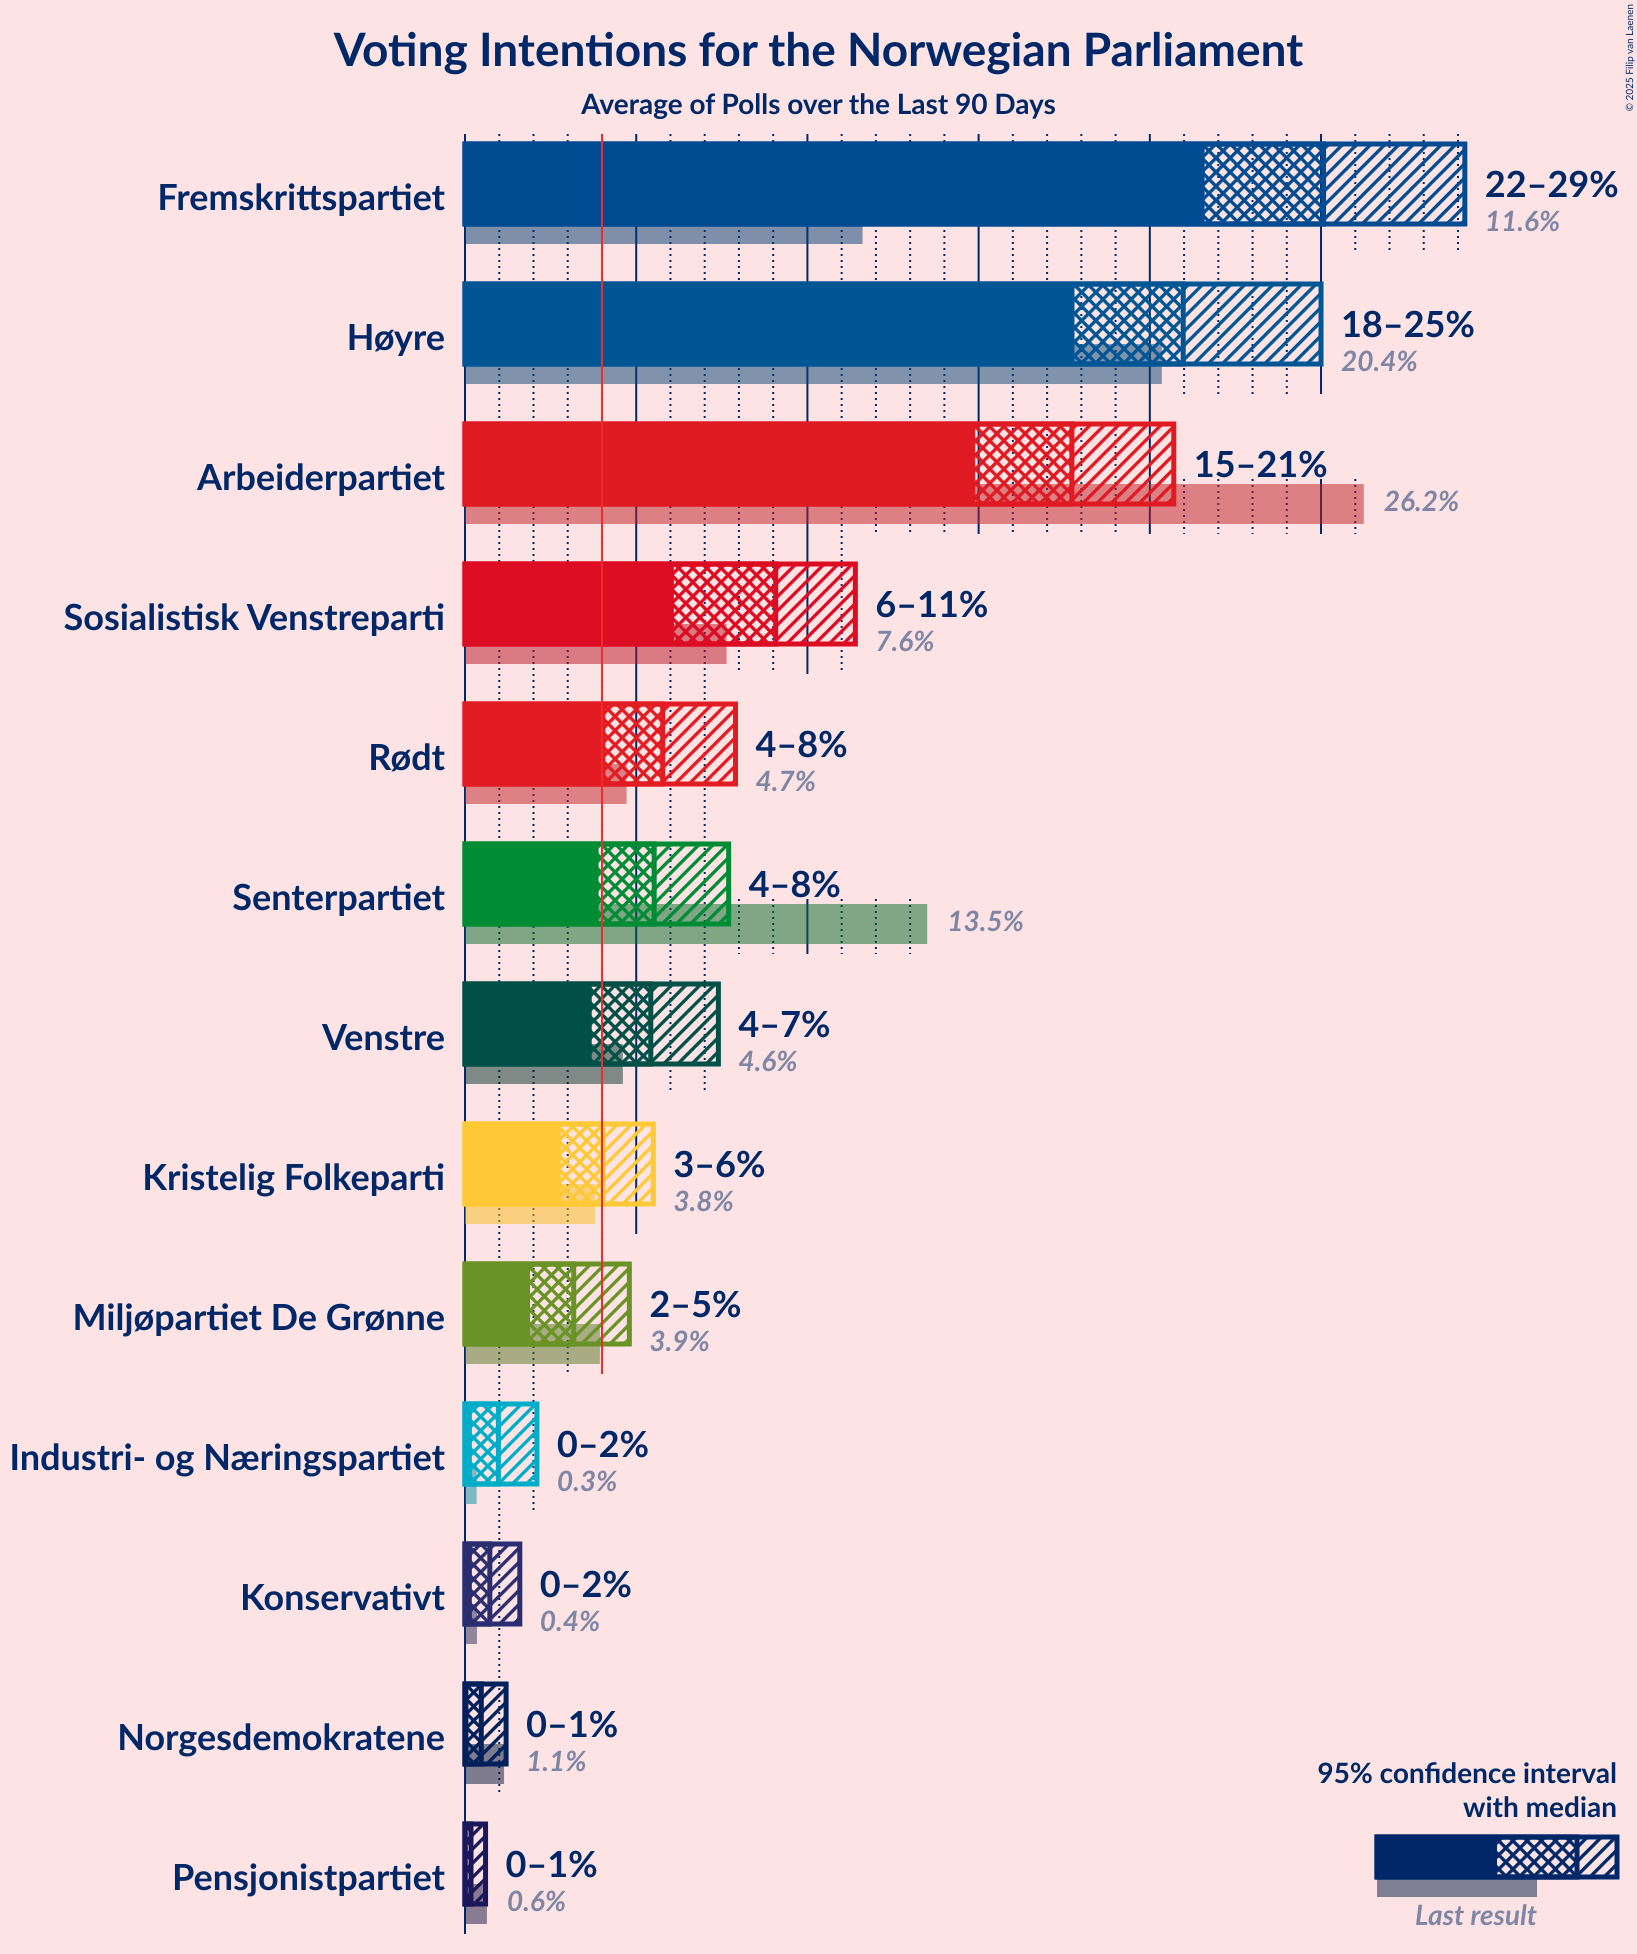 Voting Intentions for the Norwegian Parliament
Average of Polls over the Last 90 Days
© 2025 Filip van Laenen
Fremskrittspartiet
22–29%
11.6%
Høyre
18–25%
20.4%
Arbeiderpartiet
15–21%
26.2%
Sosialistisk Venstreparti
6–11%
7.6%
Rødt
4–8%
4.7%
Senterpartiet
4–8%
13.5%
Venstre
4–7%
4.6%
Kristelig Folkeparti
3–6%
3.8%
Miljøpartiet De Grønne
2–5%
3.9%
Industri- og Næringspartiet
0–2%
0.3%
Konservativt
0–2%
0.4%
Norgesdemokratene
0–1%
1.1%
Pensjonistpartiet
0–1%
0.6%
95% confidence interval
with median
Last result